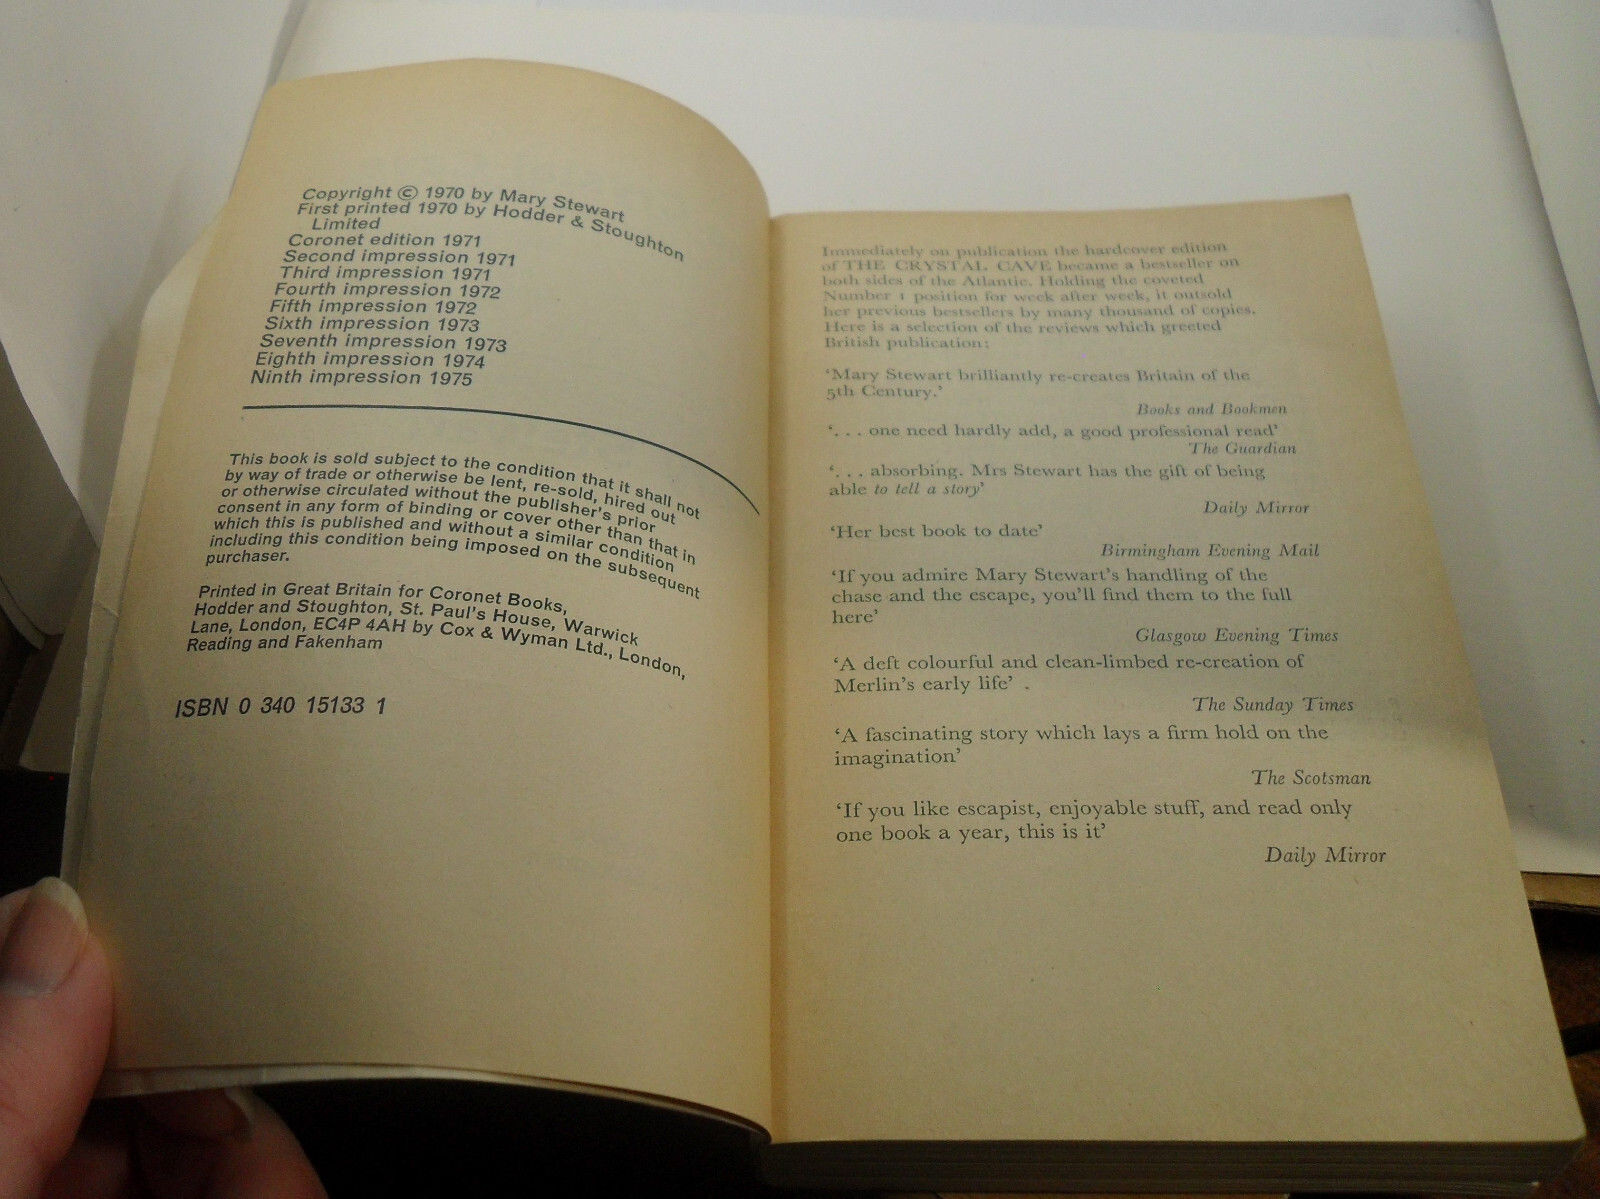 Copyright © 1970 by Mary Stewart
First printed 1970 by Hodder & Stoughton
Limited
Coronet edition 1971
Second impression 1971
Third impression 1971
Fourth impression 1972
Fifth impression 1972
Sixth impression 1973
Seventh impression 1973
Eighth impression 1974
Ninth impression 1975
This book is sold subject to the condition that it shall not
by way of trade or otherwise be lent, re-sold, hired out
or otherwise circulated without the publisher's prior
consent in any form of binding or cover other than that in
which this is published and without a similar condition
including this condition being imposed on the subsequent
purchaser.
Printed in Great Britain for Coronet Books,
Hodder and Stoughton, St. Paul's House, Warwick
Lane, London, EC4P 4AH by Cox & Wyman Ltd., London,
Reading and Fakenham
ISBN 0 340 15133 1
Immediately on publication the hardcover edition
of THE CRYSTAL CAVE became a bestseller on
both sides of the Atlantic. Holding the coveted
Number 1 position for week after week, it outsold
her previous bestsellers by many thousand of copies.
Here is a selection of the reviews which greeted
British publication:
‘Mary Stewart brilliantly re-creates Britain of the
5th Century.’
Books and Bookmen
‘. . . one need hardly add, a good professional read’
The Guardian
‘. . . absorbing. Mrs Stewart has the gift of being
able to tell a story’
Daily Mirror
‘Her best book to date’
Birmingham Evening Mail
‘If you admire Mary Stewart’s handling of the
chase and the escape, you’ll find them to the full
here’
Glasgow Evening Times
‘A deft colourful and clean-limbed re-creation of
Merlin’s early life’ .
The Sunday Times
‘A fascinating story which lays a firm hold on the
imagination’
The Scotsman
‘If you like escapist, enjoyable stuff, and read only
one book a year, this is it’
Daily Mirror